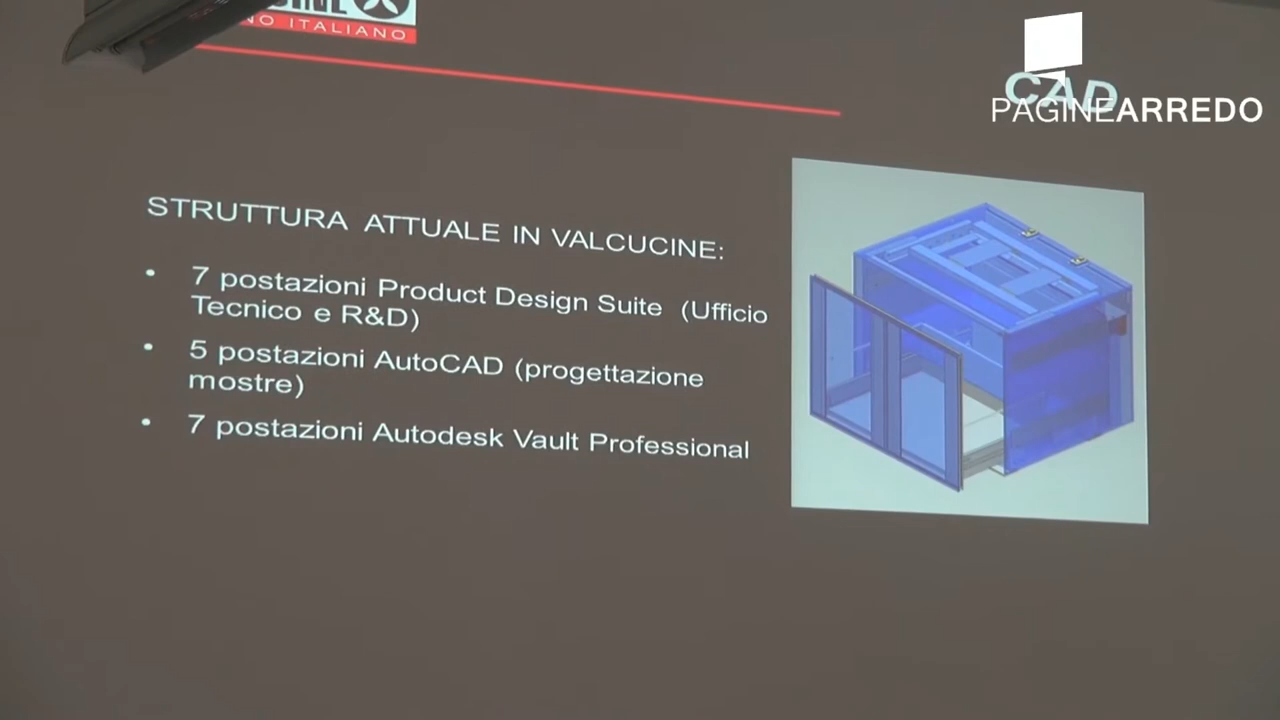 NO ITALIANO
CAD
PAGINEARREDO
STRUTTURA ATTUALE IN VALCUCINE:
• 7 postazioni Product Design Suite (Ufficio
Tecnico e R&D)
• 5 postazioni AutoCAD (progettazione
mostre)
• 7 postazioni Autodesk Vault Professional